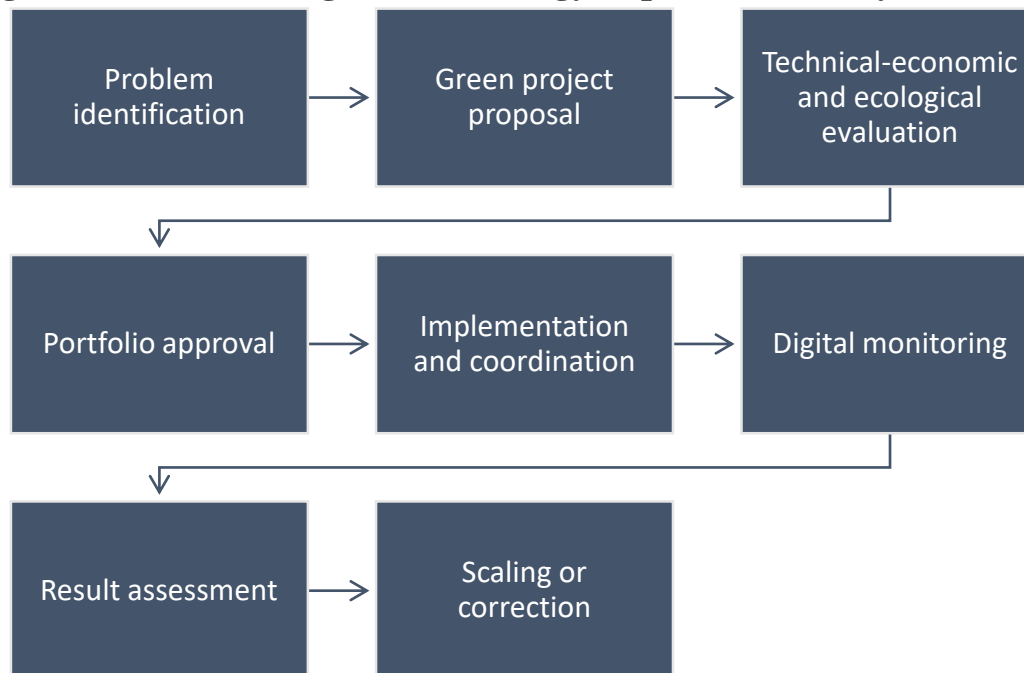 Problem
identification
Green project
proposal
Technical-economic
and ecological
evaluation
Portfolio approval
Implementation
and coordination
Digital monitoring
Result assessment
Scaling or
correction